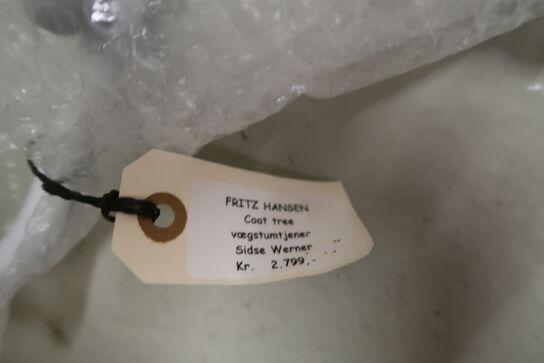 FRITZ HANSEN
Coat tree
vægstumtjener
Sidse Werner
Kr. 2.799,-